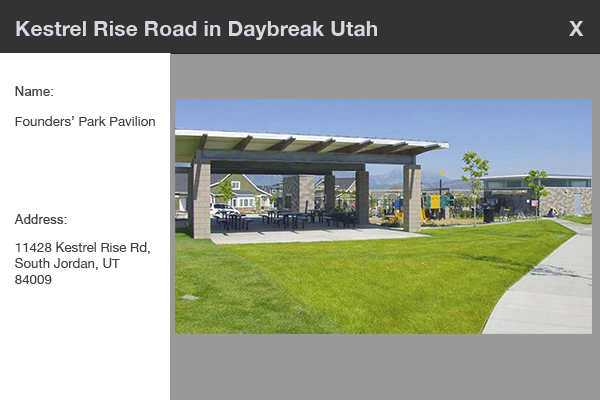 Kestrel Rise Road in Daybreak Utah
X
Name:
Founders’ Park Pavilion
Address:
11428 Kestrel Rise Rd,
South Jordan, UT
84009